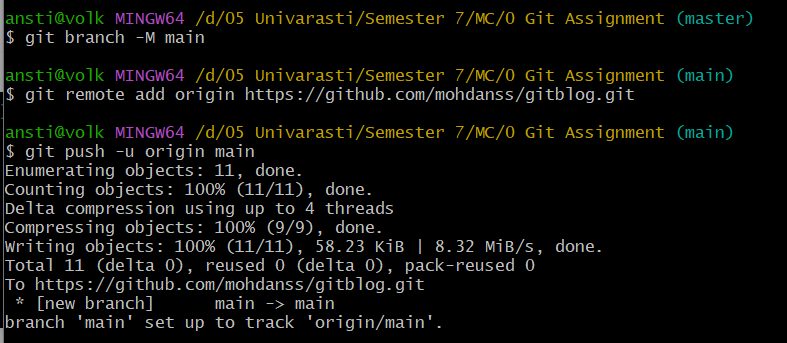 ansti@volk MINGW64 /d/05 Univarasti/Semester 7/MC/0 Git Assignment (master)
$ git branch -M main
ansti@volk MINGW64 /d/05 Univarasti/Semester 7/MC/0 Git Assignment (main)
$ git remote add origin https://github.com/mohdanss/gitblog.git
ansti@volk MINGW64 /d/05 Univarasti/Semester 7/MC/0 Git Assignment (main)
$ git push -u origin main
Enumerating objects: 11, done.
Counting objects: 100% (11/11), done.
Delta compression using up to 4 threads
Compressing objects: 100% (9/9), done.
Writing objects: 100% (11/11), 58.23 KiB | 8.32 MiB/s, done.
Total 11 (delta 0), reused 0 (delta 0), pack-reused 0
To https://github.com/mohdanss/gitblog.git
 * [new branch]      main -> main
branch 'main' set up to track 'origin/main'.